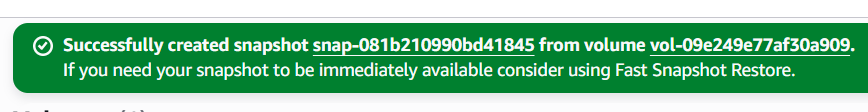 Successfully created snapshot snap-081b210990bd41845 from volume vol-09e249e77af30a909.
If you need your snapshot to be immediately available consider using Fast Snapshot Restore.